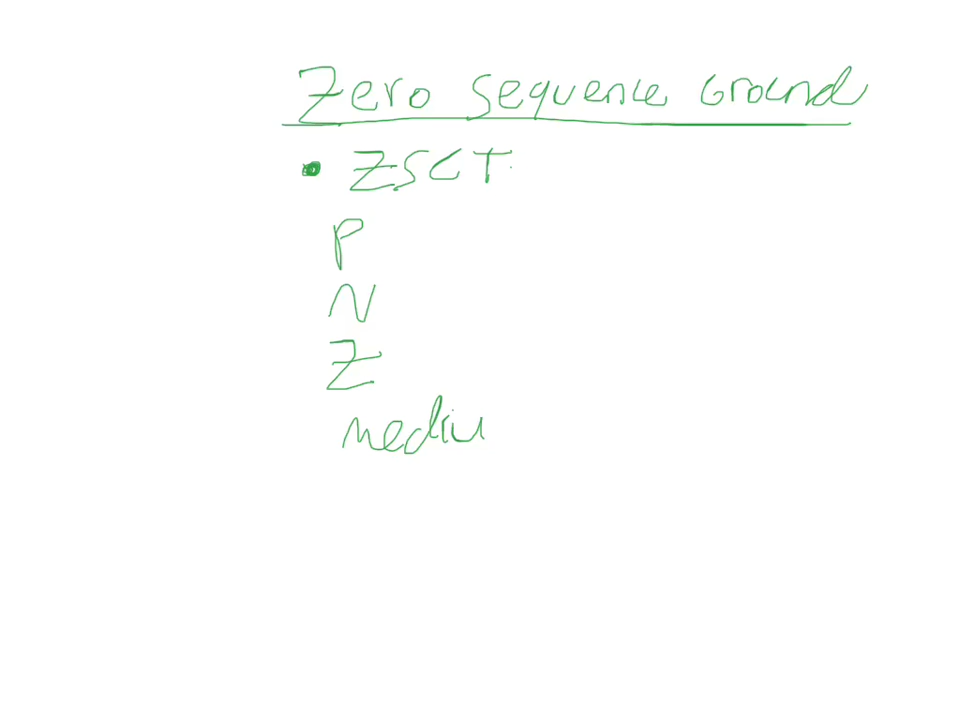 Zero Sequence Ground
• ZSCT
P
N
Z
mediu